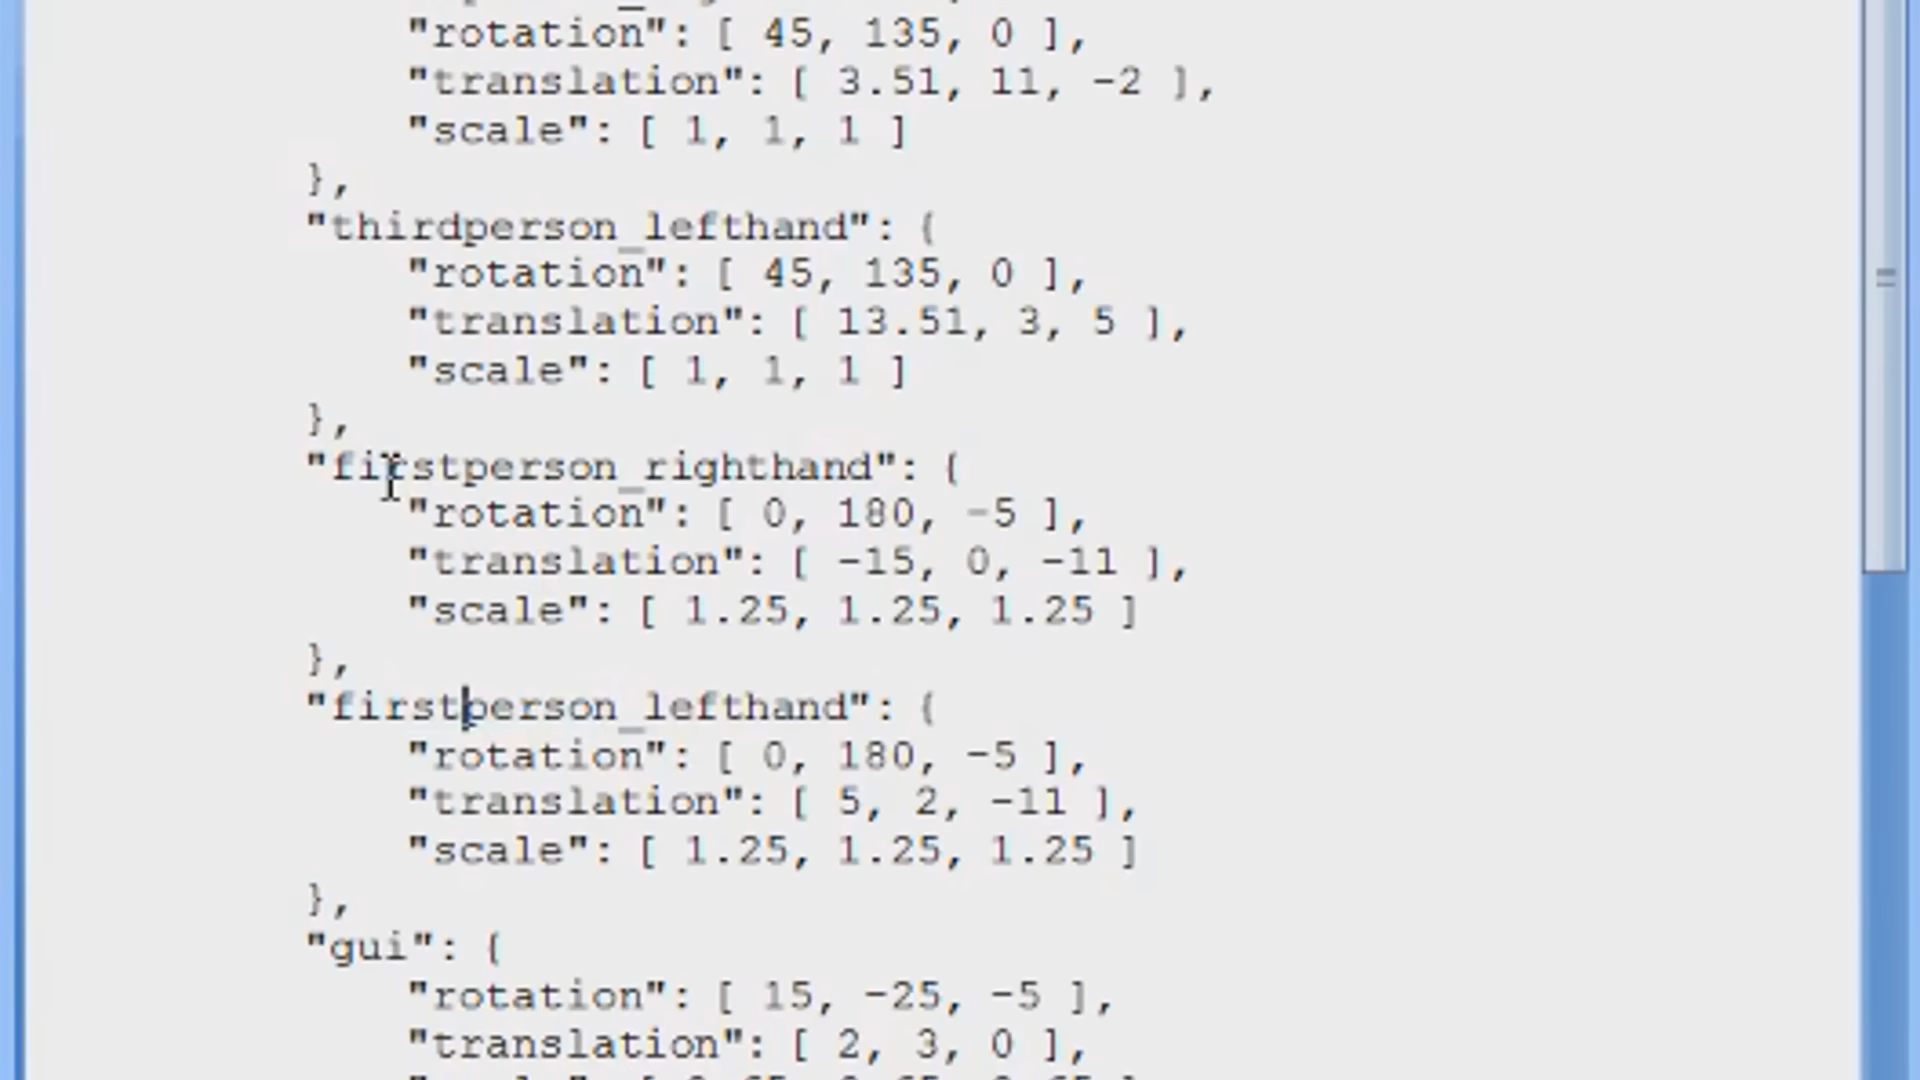 "rotation": [ 45, 135, 0 ],
"translation": [ 3.51, 11, -2 ],
"scale": [ 1, 1, 1 ]
},
"thirdperson_lefthand": {
"rotation": [ 45, 135, 0 ],
"translation": [ 13.51, 3, 5 ],
"scale": [ 1, 1, 1 ]
},
"firstperson_righthand": {
"rotation": [ 0, 180, -5 ],
"translation": [ -15, 0, -11 ],
"scale": [ 1.25, 1.25, 1.25 ]
},
"firstperson_lefthand": {
"rotation": [ 0, 180, -5 ],
"translation": [ 5, 2, -11 ],
"scale": [ 1.25, 1.25, 1.25 ]
},
"gui": {
"rotation": [ 15, -25, -5 ],
"translation": [ 2, 3, 0 ],